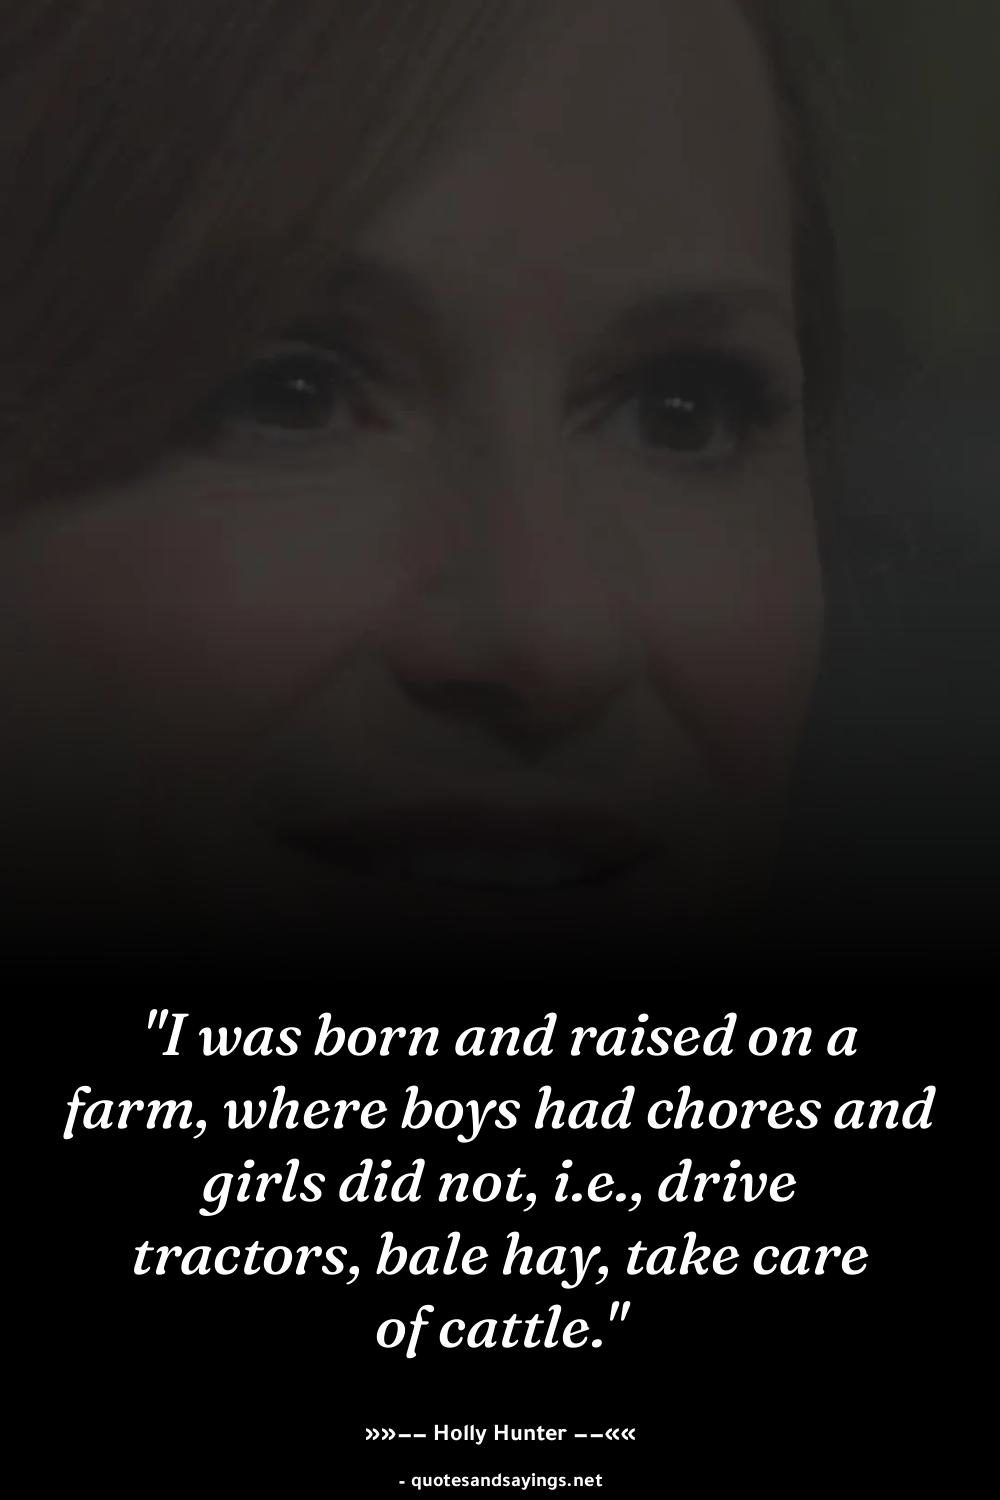 "I was born and raised on a
farm, where boys had chores and
girls did not, i.e., drive
tractors, bale hay, take care
of cattle."
»»−− Holly Hunter −−««
- quotesandsayings.net